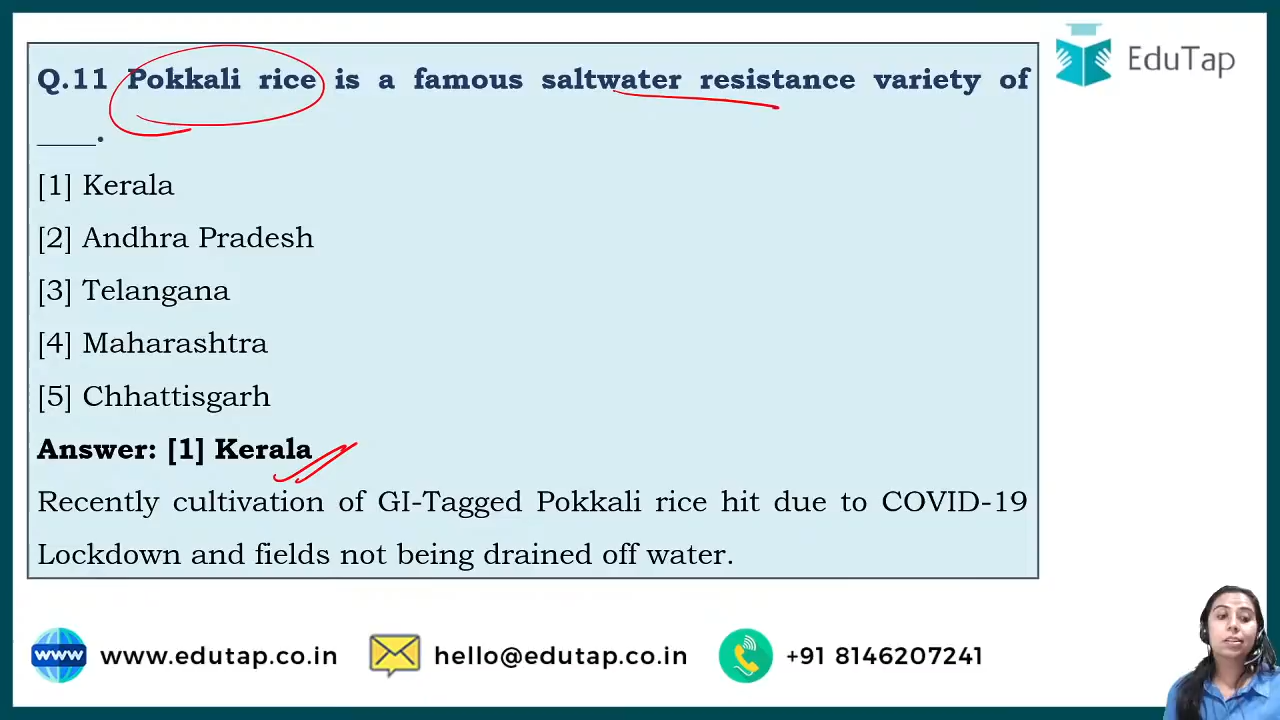 Q.11 Pokkali rice is a famous saltwater resistance variety of
____.
[1] Kerala
[2] Andhra Pradesh
[3] Telangana
[4] Maharashtra
[5] Chhattisgarh
Answer: [1] Kerala
Recently cultivation of GI-Tagged Pokkali rice hit due to COVID-19
Lockdown and fields not being drained off water.
EduTap
www www.edutap.co.in hello@edutap.co.in +91 8146207241